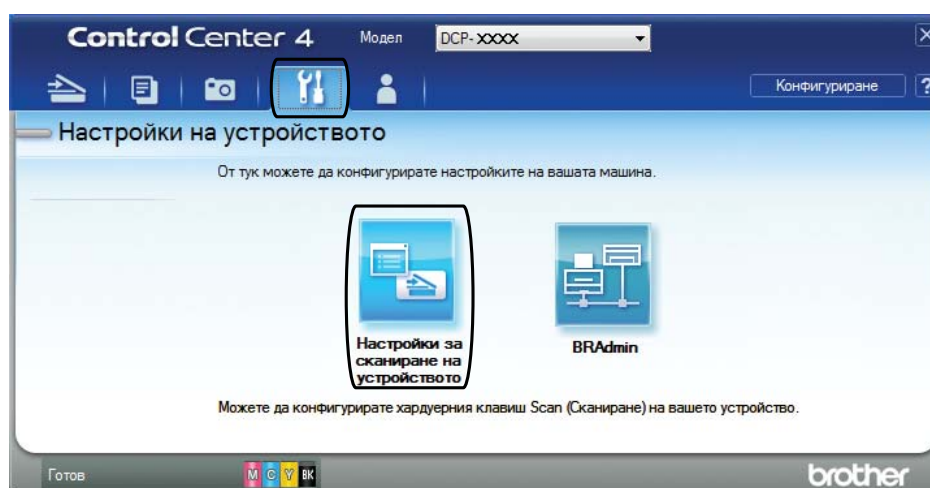 Control Center 4 Модел DCP- XXXX X
Конфигуриране ?
Настройки на устройството
От тук можете да конфигурирате настройките на вашата машина.
Настройки за
сканиране на
устройството
BRAdmin
Можете да конфигурирате хардуерния клавиш Scan (Сканиране) на вашето устройство.
Готов M C Y BK brother